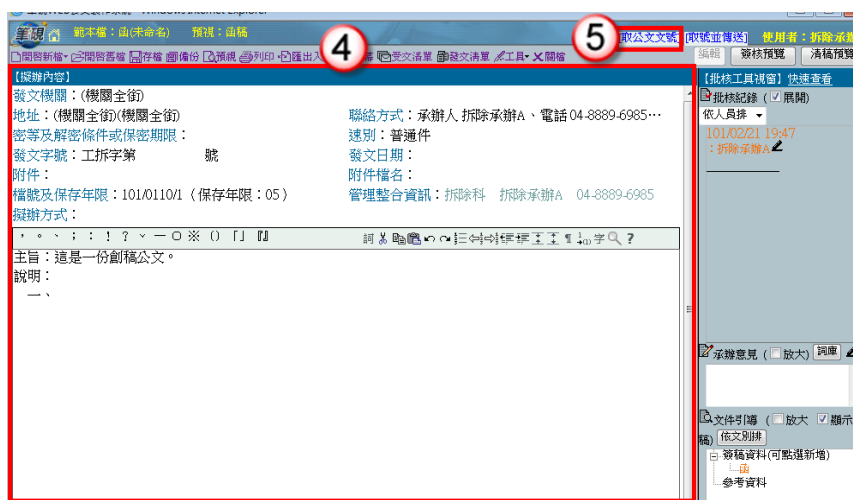 筆硯 範本檔：函(未命名) 預視：函稿
4
5
取公文文號] [取號並傳送] 使用者：拆除承辦
開啓新檔 開啓舊檔 存檔 備份 預視 列印 匯出入 受文清單 發文清單 工具 關檔
編輯 簽核預覽 清稿預覽
【擬辦內容】
發文機關：(機關全銜)
地址：(機關全銜)(機關全銜) 聯絡方式：承辦人 拆除承辦A、電話 04-8889-6985…
密等及解密條件或保密期限： 速別：普通件
發文字號：工拆字第 號 發文日期：
附件： 附件檔名：
檔號及保存年限：101/0110/1（保存年限：05） 管理整合資訊：拆除科 拆除承辦A 04-8889-6985
擬辦方式：
，。、；：！？ˇ—○※（）「」『』 詞 ¶ 字 ?
主旨：這是一份創稿公文。
說明：
一、
【批核工具視窗】快速查看
批核紀錄（展開）
依人員排
101/02/21 19:47
：拆除承辦A
承辦意見（放大）詞庫
文件引導（放大 顯示
稿）依文別排
簽稿資料(可點選新增)
函
參考資料